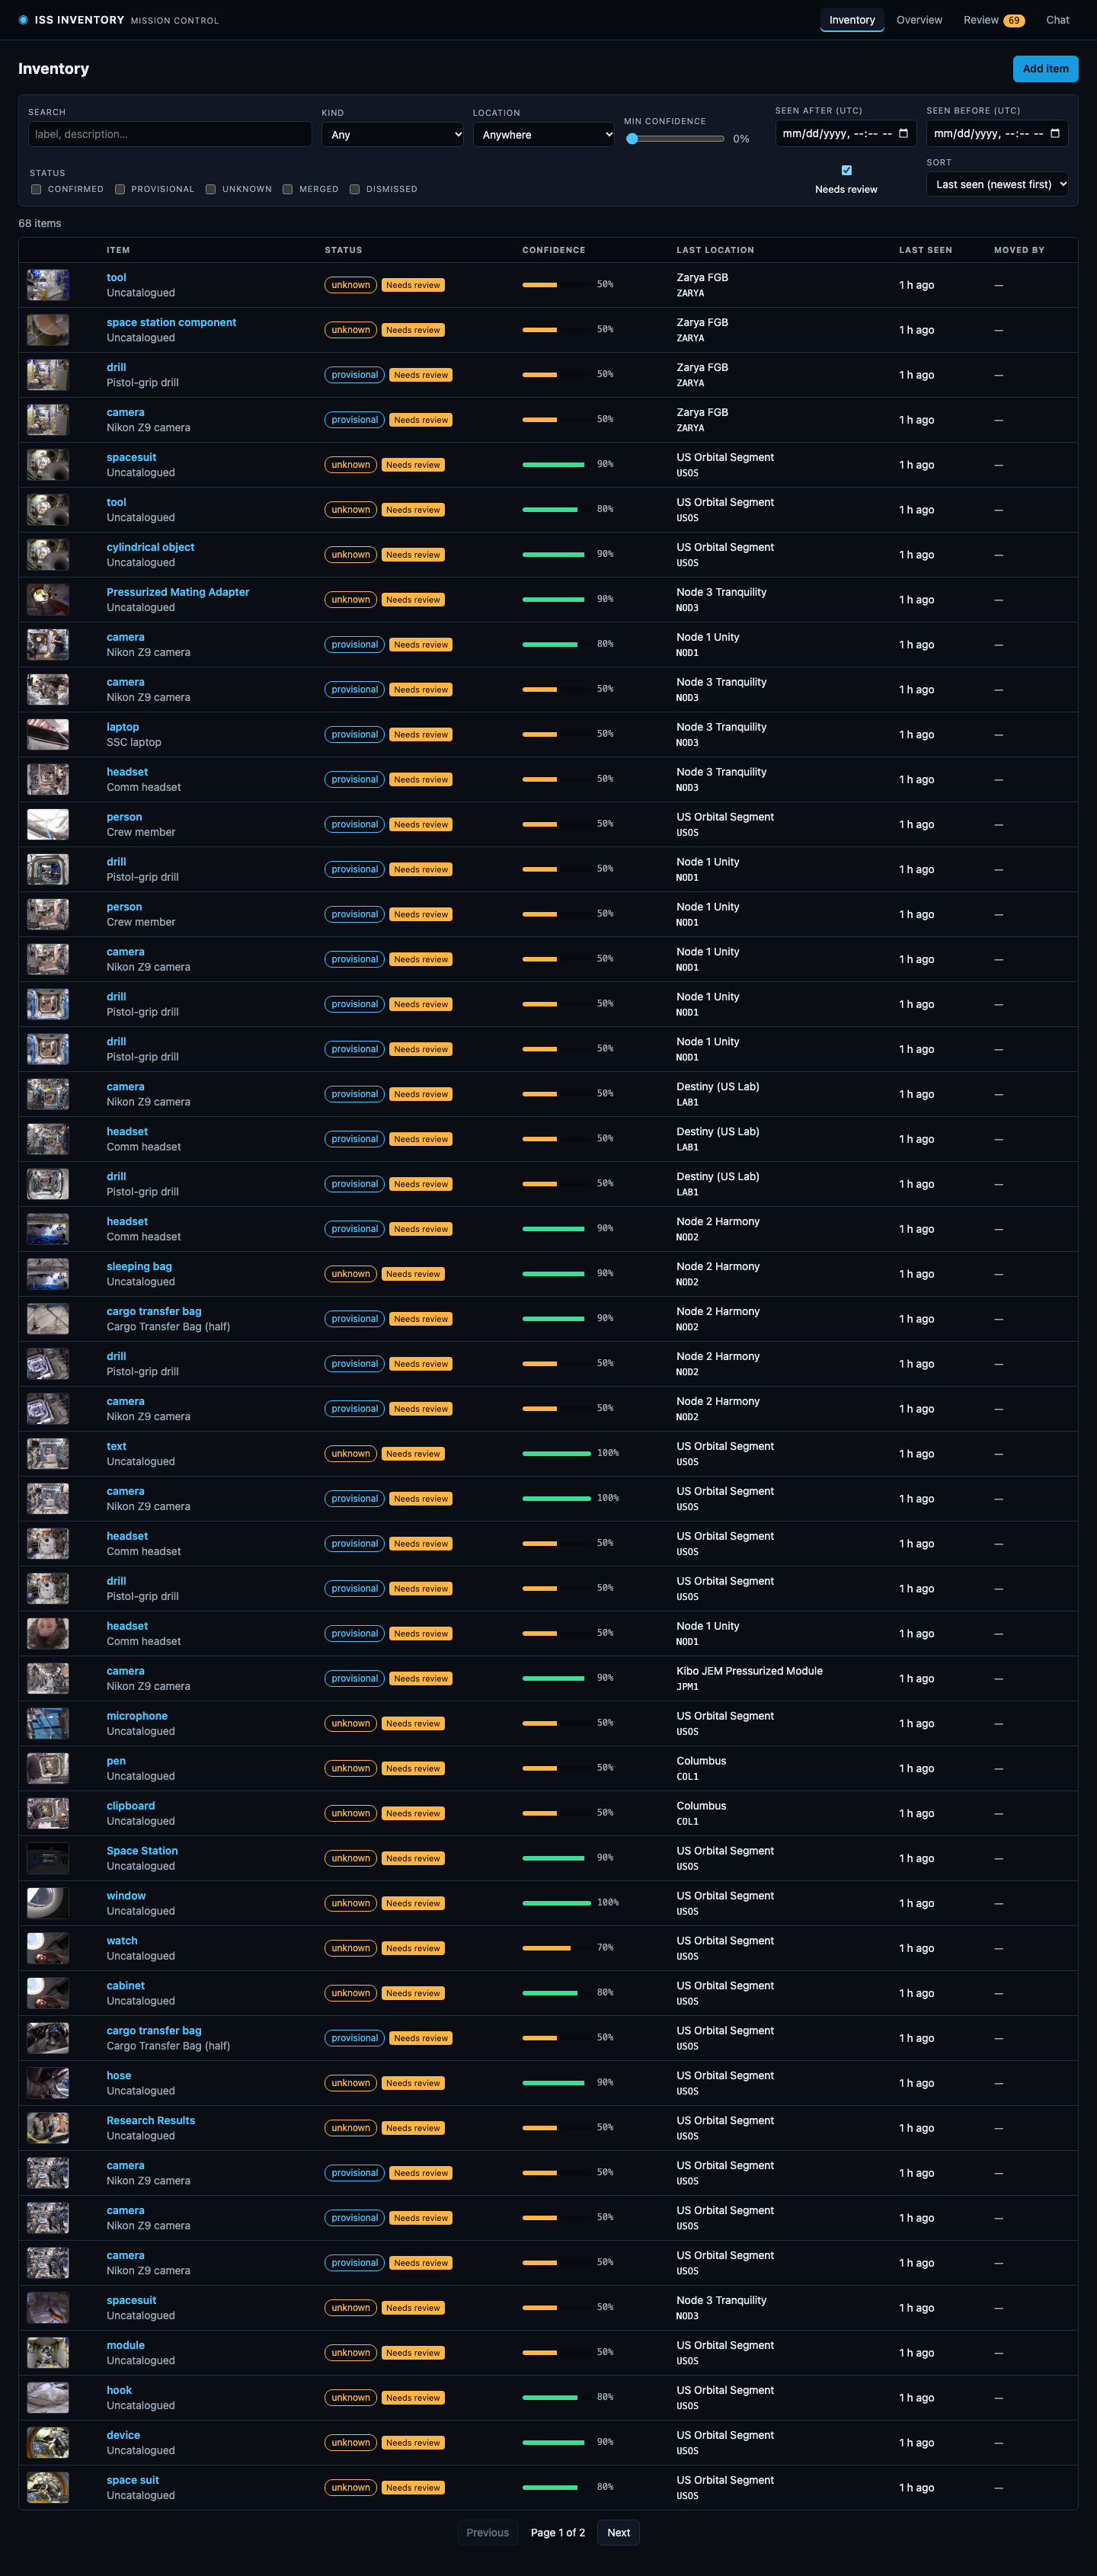 ISS INVENTORY MISSION CONTROL Inventory Overview Review 69 Chat
Inventory Add item
SEARCH KIND LOCATION MIN CONFIDENCE SEEN AFTER (UTC) SEEN BEFORE (UTC)
label, description... Any Anywhere 0% mm/dd/yyyy, --:-- -- mm/dd/yyyy, --:-- --
STATUS SORT
CONFIRMED PROVISIONAL UNKNOWN MERGED DISMISSED Needs review Last seen (newest first)
68 items
ITEM STATUS CONFIDENCE LAST LOCATION LAST SEEN MOVED BY
tool unknown Needs review 50% Zarya FGB 1 h ago —
Uncatalogued ZARYA
space station component unknown Needs review 50% Zarya FGB 1 h ago —
Uncatalogued ZARYA
drill provisional Needs review 50% Zarya FGB 1 h ago —
Pistol-grip drill ZARYA
camera provisional Needs review 50% Zarya FGB 1 h ago —
Nikon Z9 camera ZARYA
spacesuit unknown Needs review 90% US Orbital Segment 1 h ago —
Uncatalogued USOS
tool unknown Needs review 80% US Orbital Segment 1 h ago —
Uncatalogued USOS
cylindrical object unknown Needs review 90% US Orbital Segment 1 h ago —
Uncatalogued USOS
Pressurized Mating Adapter unknown Needs review 90% Node 3 Tranquility 1 h ago —
Uncatalogued NOD3
camera provisional Needs review 80% Node 1 Unity 1 h ago —
Nikon Z9 camera NOD1
camera provisional Needs review 50% Node 3 Tranquility 1 h ago —
Nikon Z9 camera NOD3
laptop provisional Needs review 50% Node 3 Tranquility 1 h ago —
SSC laptop NOD3
headset provisional Needs review 50% Node 3 Tranquility 1 h ago —
Comm headset NOD3
person provisional Needs review 50% US Orbital Segment 1 h ago —
Crew member USOS
drill provisional Needs review 50% Node 1 Unity 1 h ago —
Pistol-grip drill NOD1
person provisional Needs review 50% Node 1 Unity 1 h ago —
Crew member NOD1
camera provisional Needs review 50% Node 1 Unity 1 h ago —
Nikon Z9 camera NOD1
drill provisional Needs review 50% Node 1 Unity 1 h ago —
Pistol-grip drill NOD1
drill provisional Needs review 50% Node 1 Unity 1 h ago —
Pistol-grip drill NOD1
camera provisional Needs review 50% Destiny (US Lab) 1 h ago —
Nikon Z9 camera LAB1
headset provisional Needs review 50% Destiny (US Lab) 1 h ago —
Comm headset LAB1
drill provisional Needs review 50% Destiny (US Lab) 1 h ago —
Pistol-grip drill LAB1
headset provisional Needs review 90% Node 2 Harmony 1 h ago —
Comm headset NOD2
sleeping bag unknown Needs review 90% Node 2 Harmony 1 h ago —
Uncatalogued NOD2
cargo transfer bag provisional Needs review 90% Node 2 Harmony 1 h ago —
Cargo Transfer Bag (half) NOD2
drill provisional Needs review 50% Node 2 Harmony 1 h ago —
Pistol-grip drill NOD2
camera provisional Needs review 50% Node 2 Harmony 1 h ago —
Nikon Z9 camera NOD2
text unknown Needs review 100% US Orbital Segment 1 h ago —
Uncatalogued USOS
camera provisional Needs review 100% US Orbital Segment 1 h ago —
Nikon Z9 camera USOS
headset provisional Needs review 50% US Orbital Segment 1 h ago —
Comm headset USOS
drill provisional Needs review 50% US Orbital Segment 1 h ago —
Pistol-grip drill USOS
headset provisional Needs review 50% Node 1 Unity 1 h ago —
Comm headset NOD1
camera provisional Needs review 90% Kibo JEM Pressurized Module 1 h ago —
Nikon Z9 camera JPM1
microphone unknown Needs review 50% US Orbital Segment 1 h ago —
Uncatalogued USOS
pen unknown Needs review 50% Columbus 1 h ago —
Uncatalogued COL1
clipboard unknown Needs review 50% Columbus 1 h ago —
Uncatalogued COL1
Space Station unknown Needs review 90% US Orbital Segment 1 h ago —
Uncatalogued USOS
window unknown Needs review 100% US Orbital Segment 1 h ago —
Uncatalogued USOS
watch unknown Needs review 70% US Orbital Segment 1 h ago —
Uncatalogued USOS
cabinet unknown Needs review 80% US Orbital Segment 1 h ago —
Uncatalogued USOS
cargo transfer bag provisional Needs review 50% US Orbital Segment 1 h ago —
Cargo Transfer Bag (half) USOS
hose unknown Needs review 90% US Orbital Segment 1 h ago —
Uncatalogued USOS
Research Results unknown Needs review 50% US Orbital Segment 1 h ago —
Uncatalogued USOS
camera provisional Needs review 50% US Orbital Segment 1 h ago —
Nikon Z9 camera USOS
camera provisional Needs review 50% US Orbital Segment 1 h ago —
Nikon Z9 camera USOS
camera provisional Needs review 50% US Orbital Segment 1 h ago —
Nikon Z9 camera USOS
spacesuit unknown Needs review 50% Node 3 Tranquility 1 h ago —
Uncatalogued NOD3
module unknown Needs review 50% US Orbital Segment 1 h ago —
Uncatalogued USOS
hook unknown Needs review 80% US Orbital Segment 1 h ago —
Uncatalogued USOS
device unknown Needs review 90% US Orbital Segment 1 h ago —
Uncatalogued USOS
space suit unknown Needs review 80% US Orbital Segment 1 h ago —
Uncatalogued USOS
Previous Page 1 of 2 Next